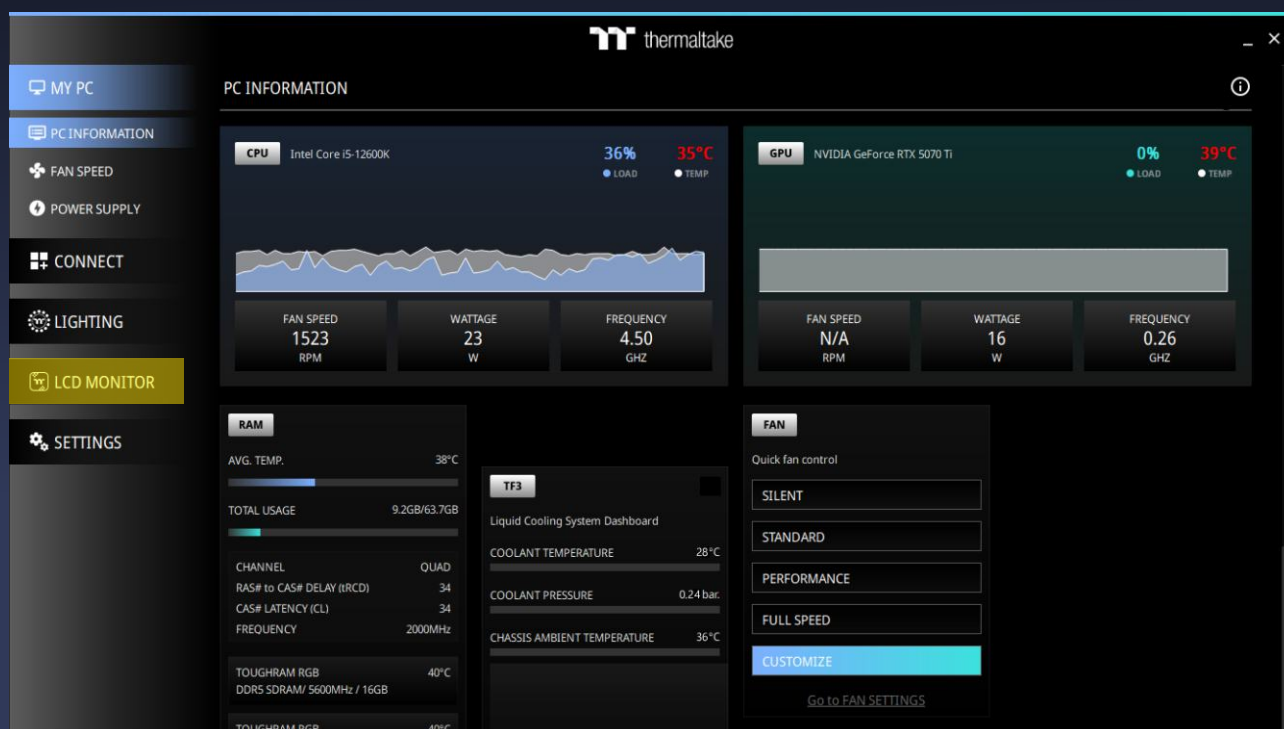 thermaltake
MY PC
PC INFORMATION
FAN SPEED
POWER SUPPLY
CONNECT
LIGHTING
LCD MONITOR
SETTINGS
PC INFORMATION
CPU Intel Core i5-12600K 36% 35°C
LOAD TEMP
FAN SPEED WATTAGE FREQUENCY
1523 23 4.50
RPM W GHZ
GPU NVIDIA GeForce RTX 5070 Ti 0% 39°C
LOAD TEMP
FAN SPEED WATTAGE FREQUENCY
N/A 16 0.26
RPM W GHZ
RAM
AVG. TEMP. 38°C
TOTAL USAGE 9.2GB/63.7GB
CHANNEL QUAD
RAS# to CAS# DELAY (tRCD) 34
CAS# LATENCY (CL) 34
FREQUENCY 2000MHz
TOUGHRAM RGB 40°C
DDR5 SDRAM/ 5600MHz / 16GB
TOUGHRAM RGB 40°C
TF3
Liquid Cooling System Dashboard
COOLANT TEMPERATURE 28°C
COOLANT PRESSURE 0.24 bar.
CHASSIS AMBIENT TEMPERATURE 36°C
FAN
Quick fan control
SILENT
STANDARD
PERFORMANCE
FULL SPEED
CUSTOMIZE
Go to FAN SETTINGS